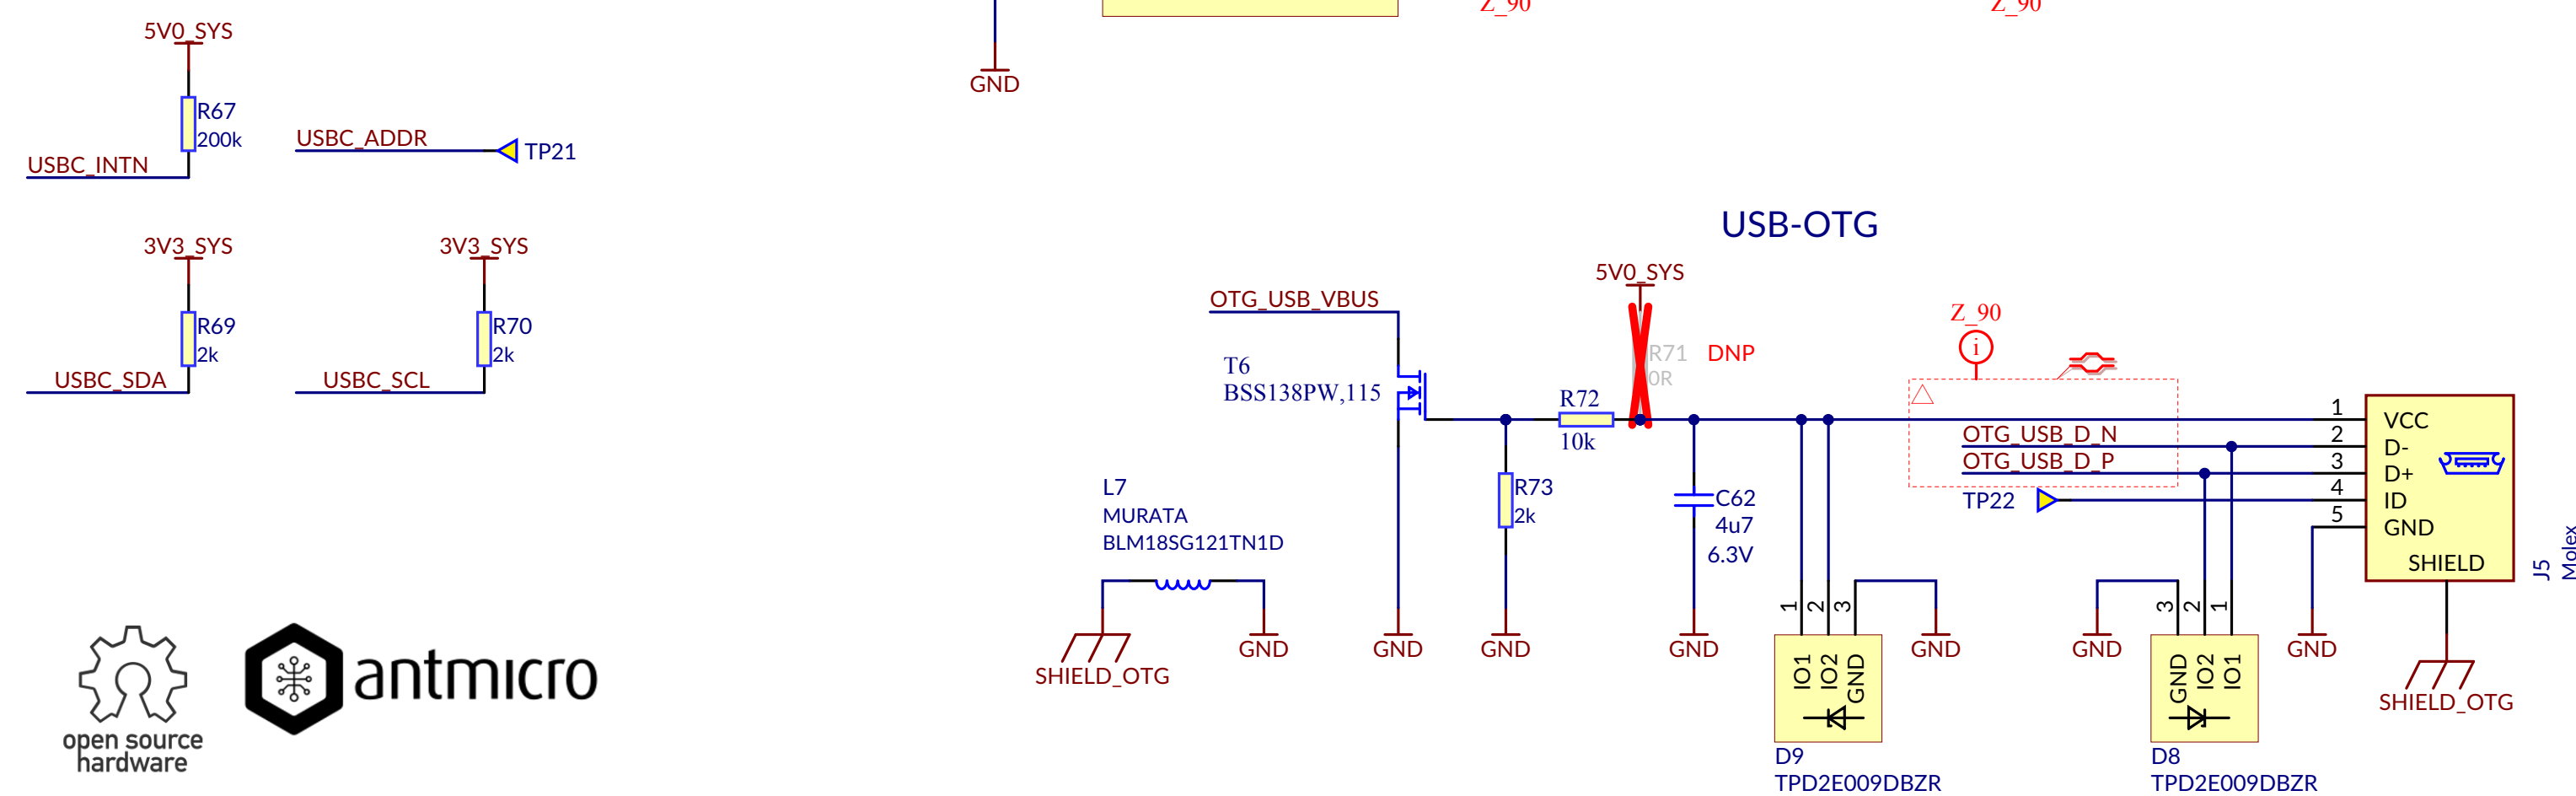 Z_90
Z_90
5V0_SYS
R67
200k
USBC_INTN
USBC_ADDR
TP21
GND
3V3_SYS
R69
2k
USBC_SDA
3V3_SYS
R70
2k
USBC_SCL
USB-OTG
OTG_USB_VBUS
T6
BSS138PW,115
5V0_SYS
R71
0R
DNP
R72
10k
R73
2k
C62
4u7
6.3V
Z_90
i
OTG_USB_D_N
OTG_USB_D_P
TP22
1
2
3
4
5
VCC
D-
D+
ID
GND
SHIELD
J5
Molex
L7
MURATA
BLM18SG121TN1D
SHIELD_OTG
GND
GND
GND
GND
1
2
3
IO1
IO2
GND
GND
D9
TPD2E009DBZR
GND
3
2
1
GND
IO2
IO1
D8
TPD2E009DBZR
GND
SHIELD_OTG
open source
hardware
antmicro